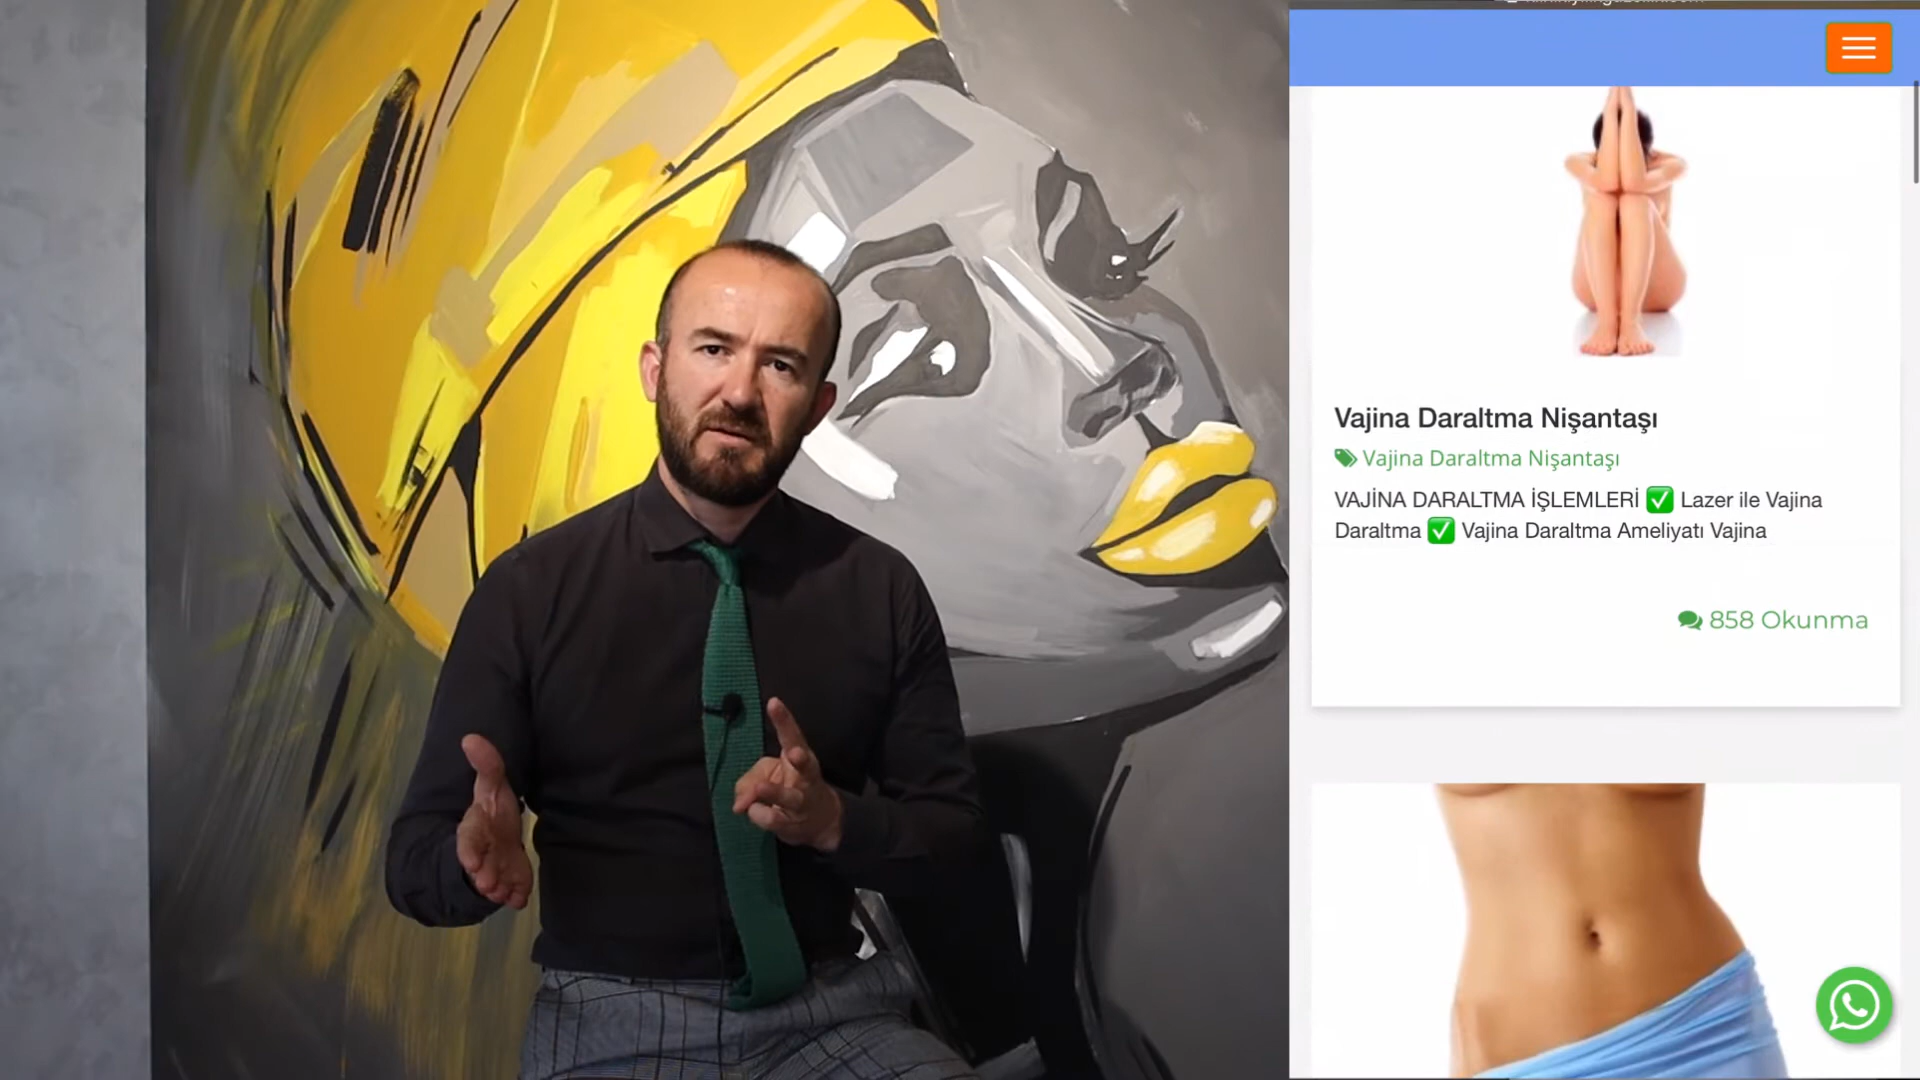 Vajina Daraltma Nişantaşı
Vajina Daraltma Nişantaşı
VAJİNA DARALTMA İŞLEMLERİ ✅ Lazer ile Vajina
Daraltma ✅ Vajina Daraltma Ameliyatı Vajina
858 Okunma